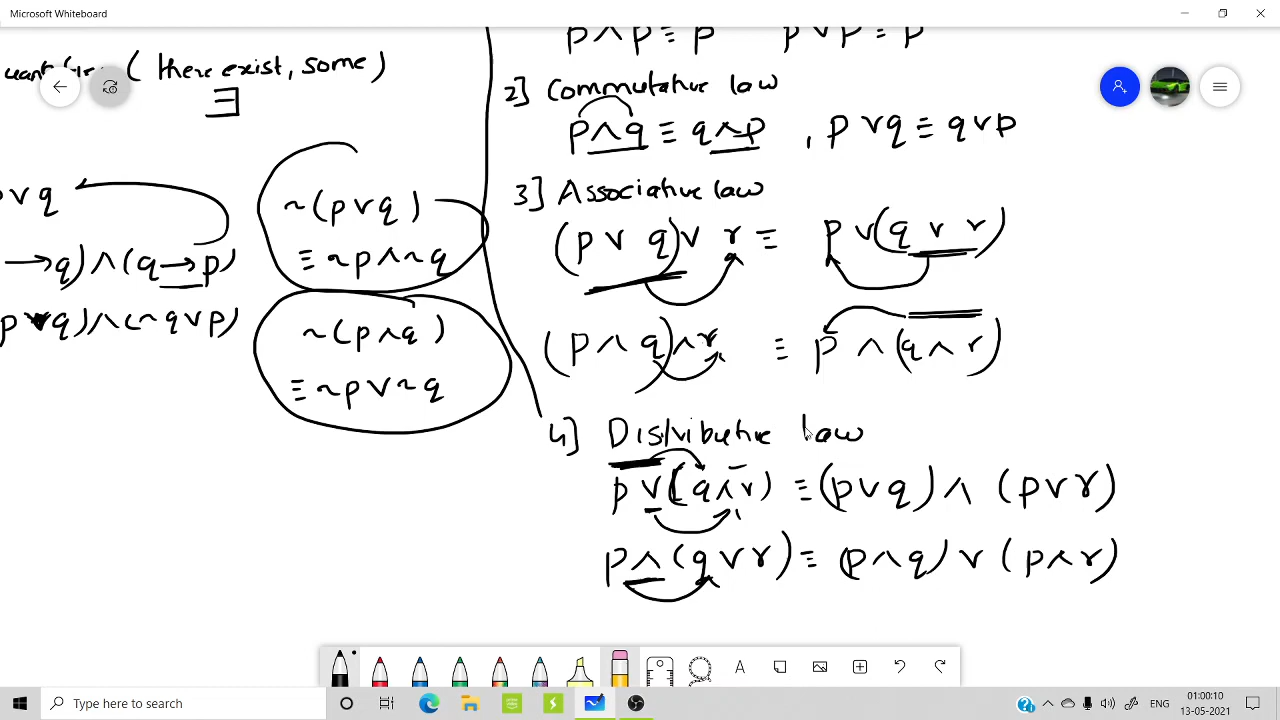 Microsoft Whiteboard
(there exist, some)
∃
p∨q
→q)∧(q→p)
q)∧(~q∨p)
~(p∨q)
≡~p∧~q
~(p∧q)
≡~p∨~q
p∧p≡p p∨p≡p
2] Commutative law
p∧q≡q∧p , p∨q≡q∨p
3] Associative law
(p∨q)∨r≡ p∨(q∨r)
(p∧q)∧r ≡ p∧(q∧r)
4] Distributive law
p∨(q∧r)≡(p∨q)∧(p∨r)
p∧(q∨r)≡(p∧q)∨(p∧r)
A
Type here to search
ENG
01:00:10
13-05-2021